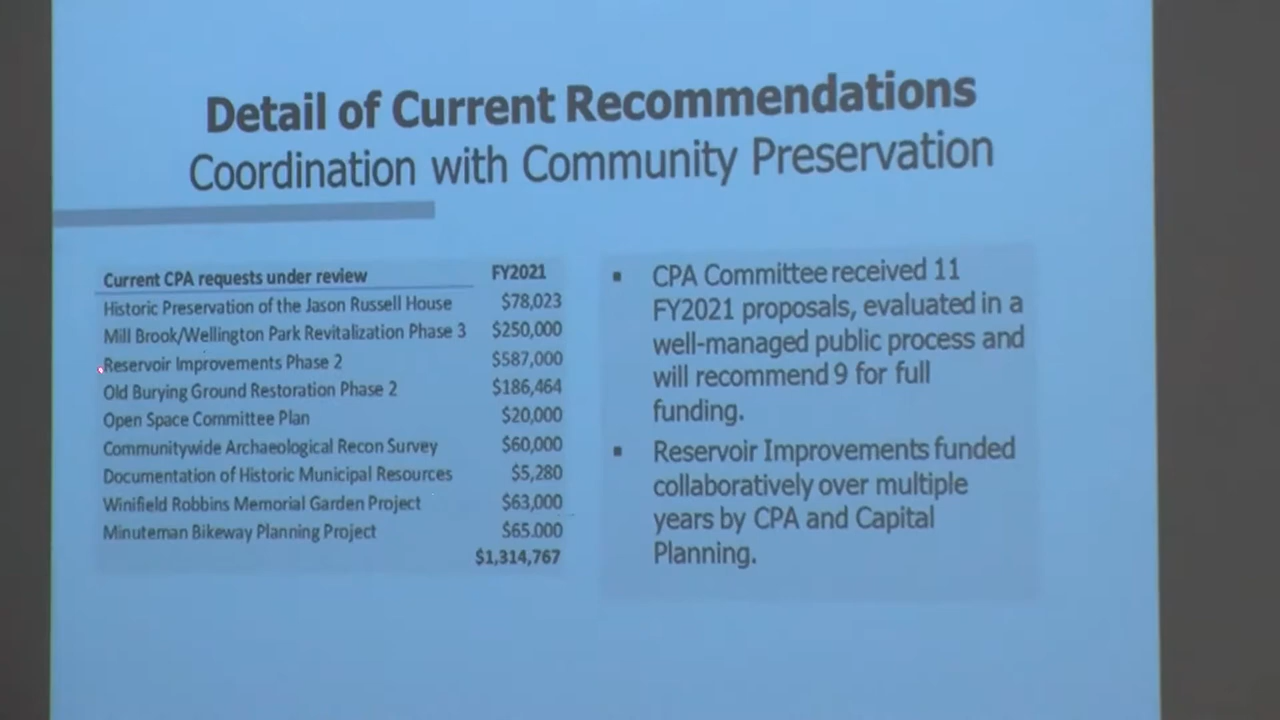 Detail of Current Recommendations
Coordination with Community Preservation
Current CPA requests under review FY2021
Historic Preservation of the Jason Russell House $78,023
Mill Brook/Wellington Park Revitalization Phase 3 $250,000
Reservoir Improvements Phase 2 $587,000
Old Burying Ground Restoration Phase 2 $186,464
Open Space Committee Plan $20,000
Communitywide Archaeological Recon Survey $60,000
Documentation of Historic Municipal Resources $5,280
Winifield Robbins Memorial Garden Project $63,000
Minuteman Bikeway Planning Project $65.000
$1,314,767
▪ CPA Committee received 11
FY2021 proposals, evaluated in a
well-managed public process and
will recommend 9 for full
funding.
▪ Reservoir Improvements funded
collaboratively over multiple
years by CPA and Capital
Planning.